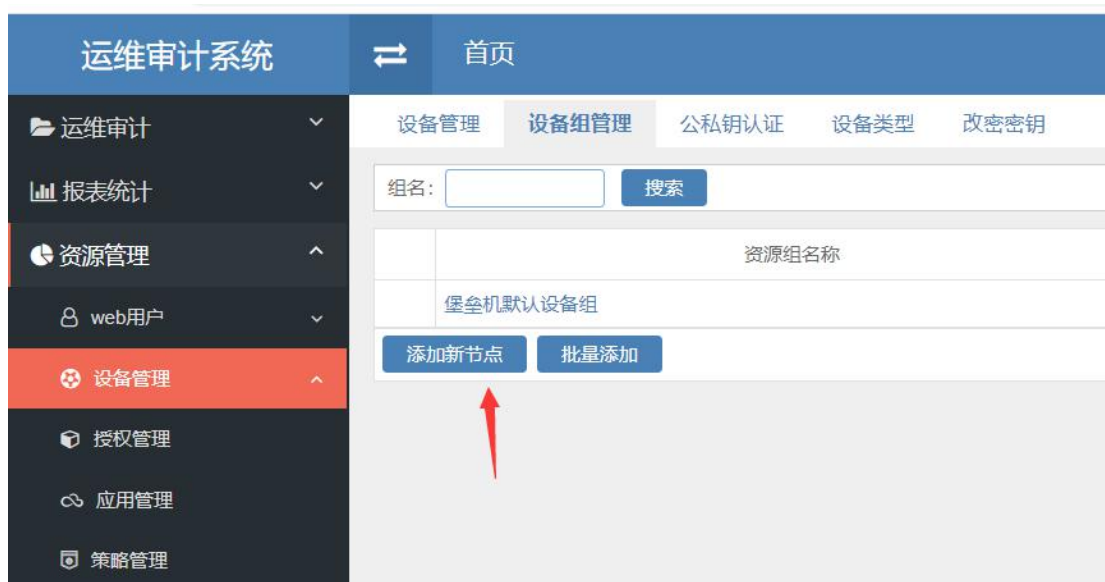 运维审计系统
首页
运维审计
报表统计
资源管理
web用户
设备管理
授权管理
应用管理
策略管理
设备管理 设备组管理 公私钥认证 设备类型 改密密钥
组名: 搜索
资源组名称
堡垒机默认设备组
添加新节点 批量添加